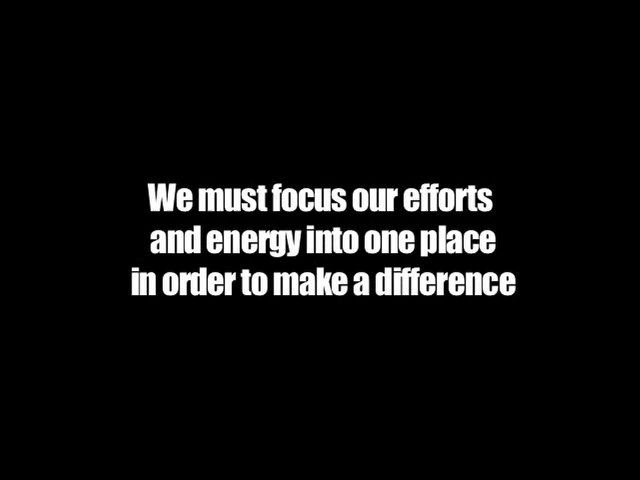 We must focus our efforts
and energy into one place
in order to make a difference